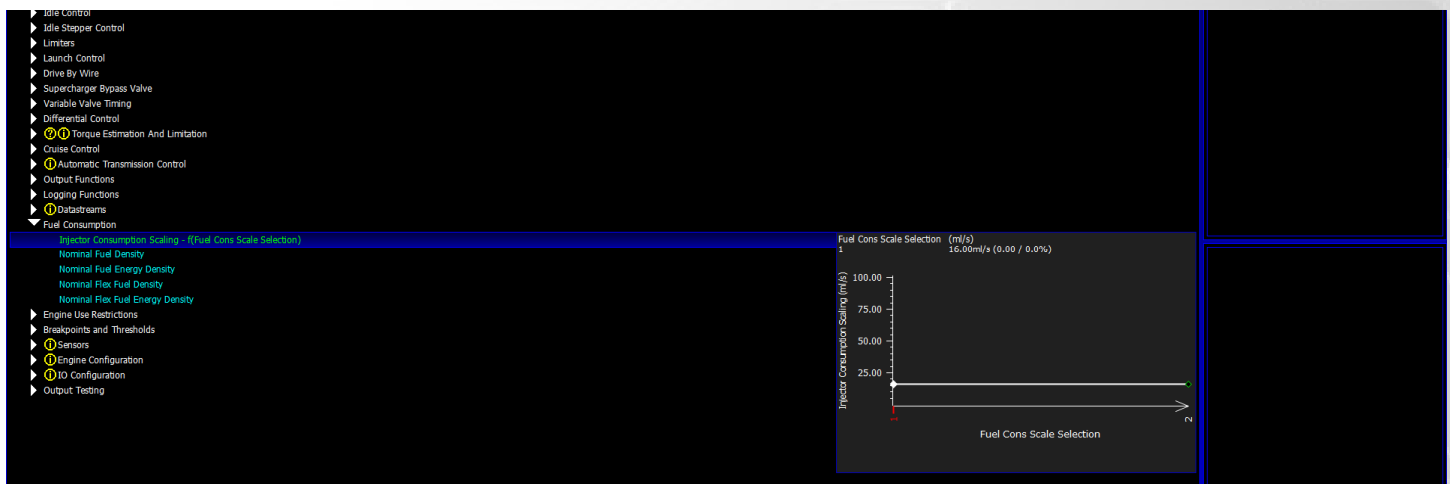 Idle Control
Idle Stepper Control
Limiters
Launch Control
Drive By Wire
Supercharger Bypass Valve
Variable Valve Timing
Differential Control
Torque Estimation And Limitation
Cruise Control
Automatic Transmission Control
Output Functions
Logging Functions
Datastreams
Fuel Consumption
Injector Consumption Scaling - f(Fuel Cons Scale Selection)
Nominal Fuel Density
Nominal Fuel Energy Density
Nominal Flex Fuel Density
Nominal Flex Fuel Energy Density
Engine Use Restrictions
Breakpoints and Thresholds
Sensors
Engine Configuration
IO Configuration
Output Testing
Fuel Cons Scale Selection (ml/s)
1 16.00ml/s (0.00 / 0.0%)
Injector Consumption Scaling (ml/s)
100.00
75.00
50.00
25.00
1
2
Fuel Cons Scale Selection